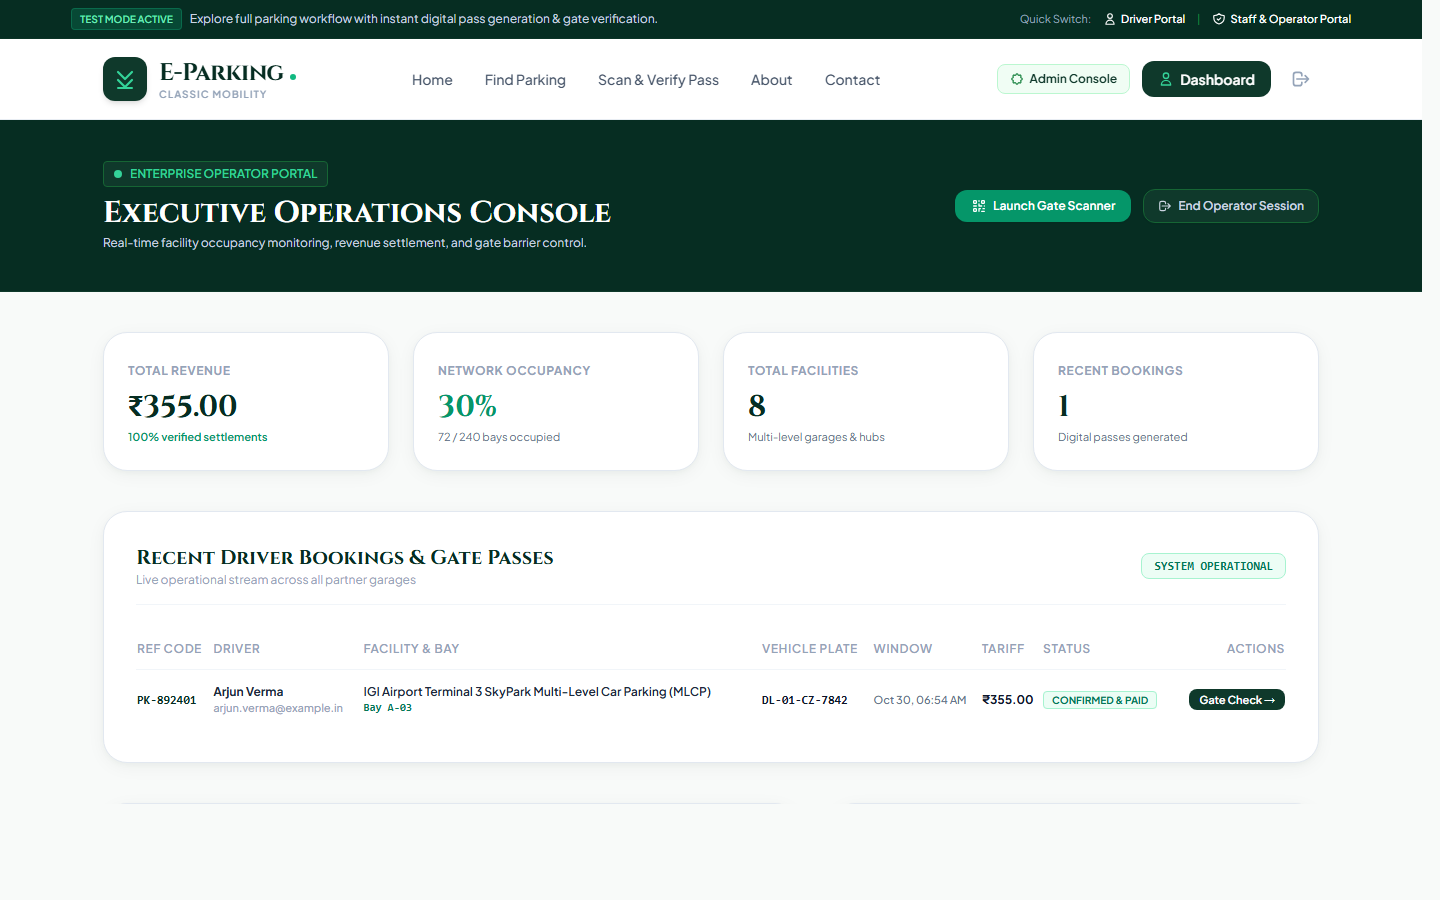 TEST MODE ACTIVE Explore full parking workflow with instant digital pass generation & gate verification. Quick Switch: Driver Portal | Staff & Operator Portal
E-Parking
CLASSIC MOBILITY
Home Find Parking Scan & Verify Pass About Contact Admin Console Dashboard
ENTERPRISE OPERATOR PORTAL
Executive Operations Console
Real-time facility occupancy monitoring, revenue settlement, and gate barrier control.
Launch Gate Scanner End Operator Session
TOTAL REVENUE
₹355.00
100% verified settlements
NETWORK OCCUPANCY
30%
72 / 240 bays occupied
TOTAL FACILITIES
8
Multi-level garages & hubs
RECENT BOOKINGS
1
Digital passes generated
Recent Driver Bookings & Gate Passes
Live operational stream across all partner garages
SYSTEM OPERATIONAL
REF CODE DRIVER FACILITY & BAY VEHICLE PLATE WINDOW TARIFF STATUS ACTIONS
PK-892401 Arjun Verma IGI Airport Terminal 3 SkyPark Multi-Level Car Parking (MLCP) DL-01-CZ-7842 Oct 30, 06:54 AM ₹355.00 CONFIRMED & PAID Gate Check →
arjun.verma@example.in Bay A-03